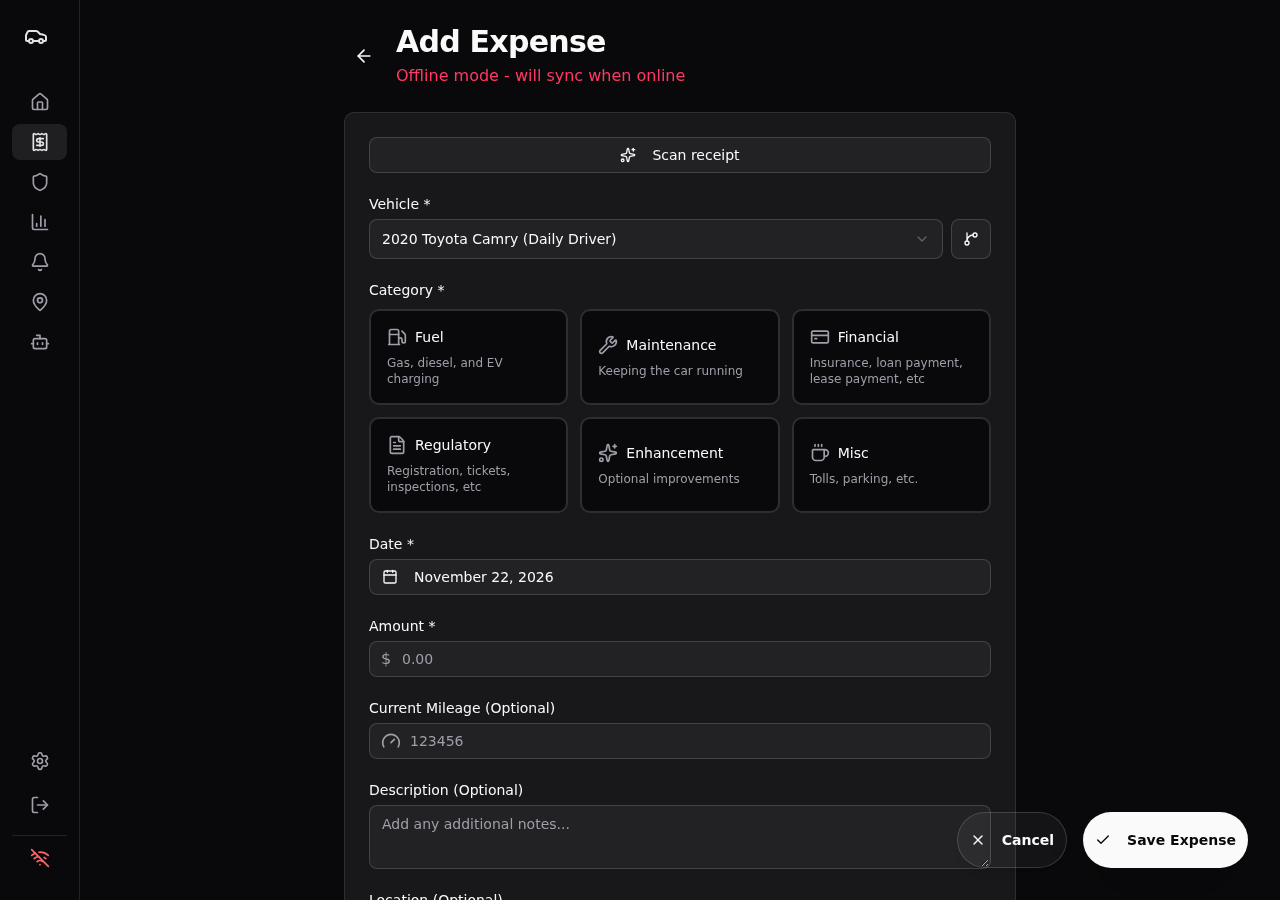 Add Expense
Offline mode - will sync when online
Scan receipt
Vehicle *
2020 Toyota Camry (Daily Driver)
Category *
Fuel
Gas, diesel, and EV
charging
Maintenance
Keeping the car running
Financial
Insurance, loan payment,
lease payment, etc
Regulatory
Registration, tickets,
inspections, etc
Enhancement
Optional improvements
Misc
Tolls, parking, etc.
Date *
November 22, 2026
Amount *
$ 0.00
Current Mileage (Optional)
123456
Description (Optional)
Add any additional notes...
Cancel
Save Expense
Location (Optional)